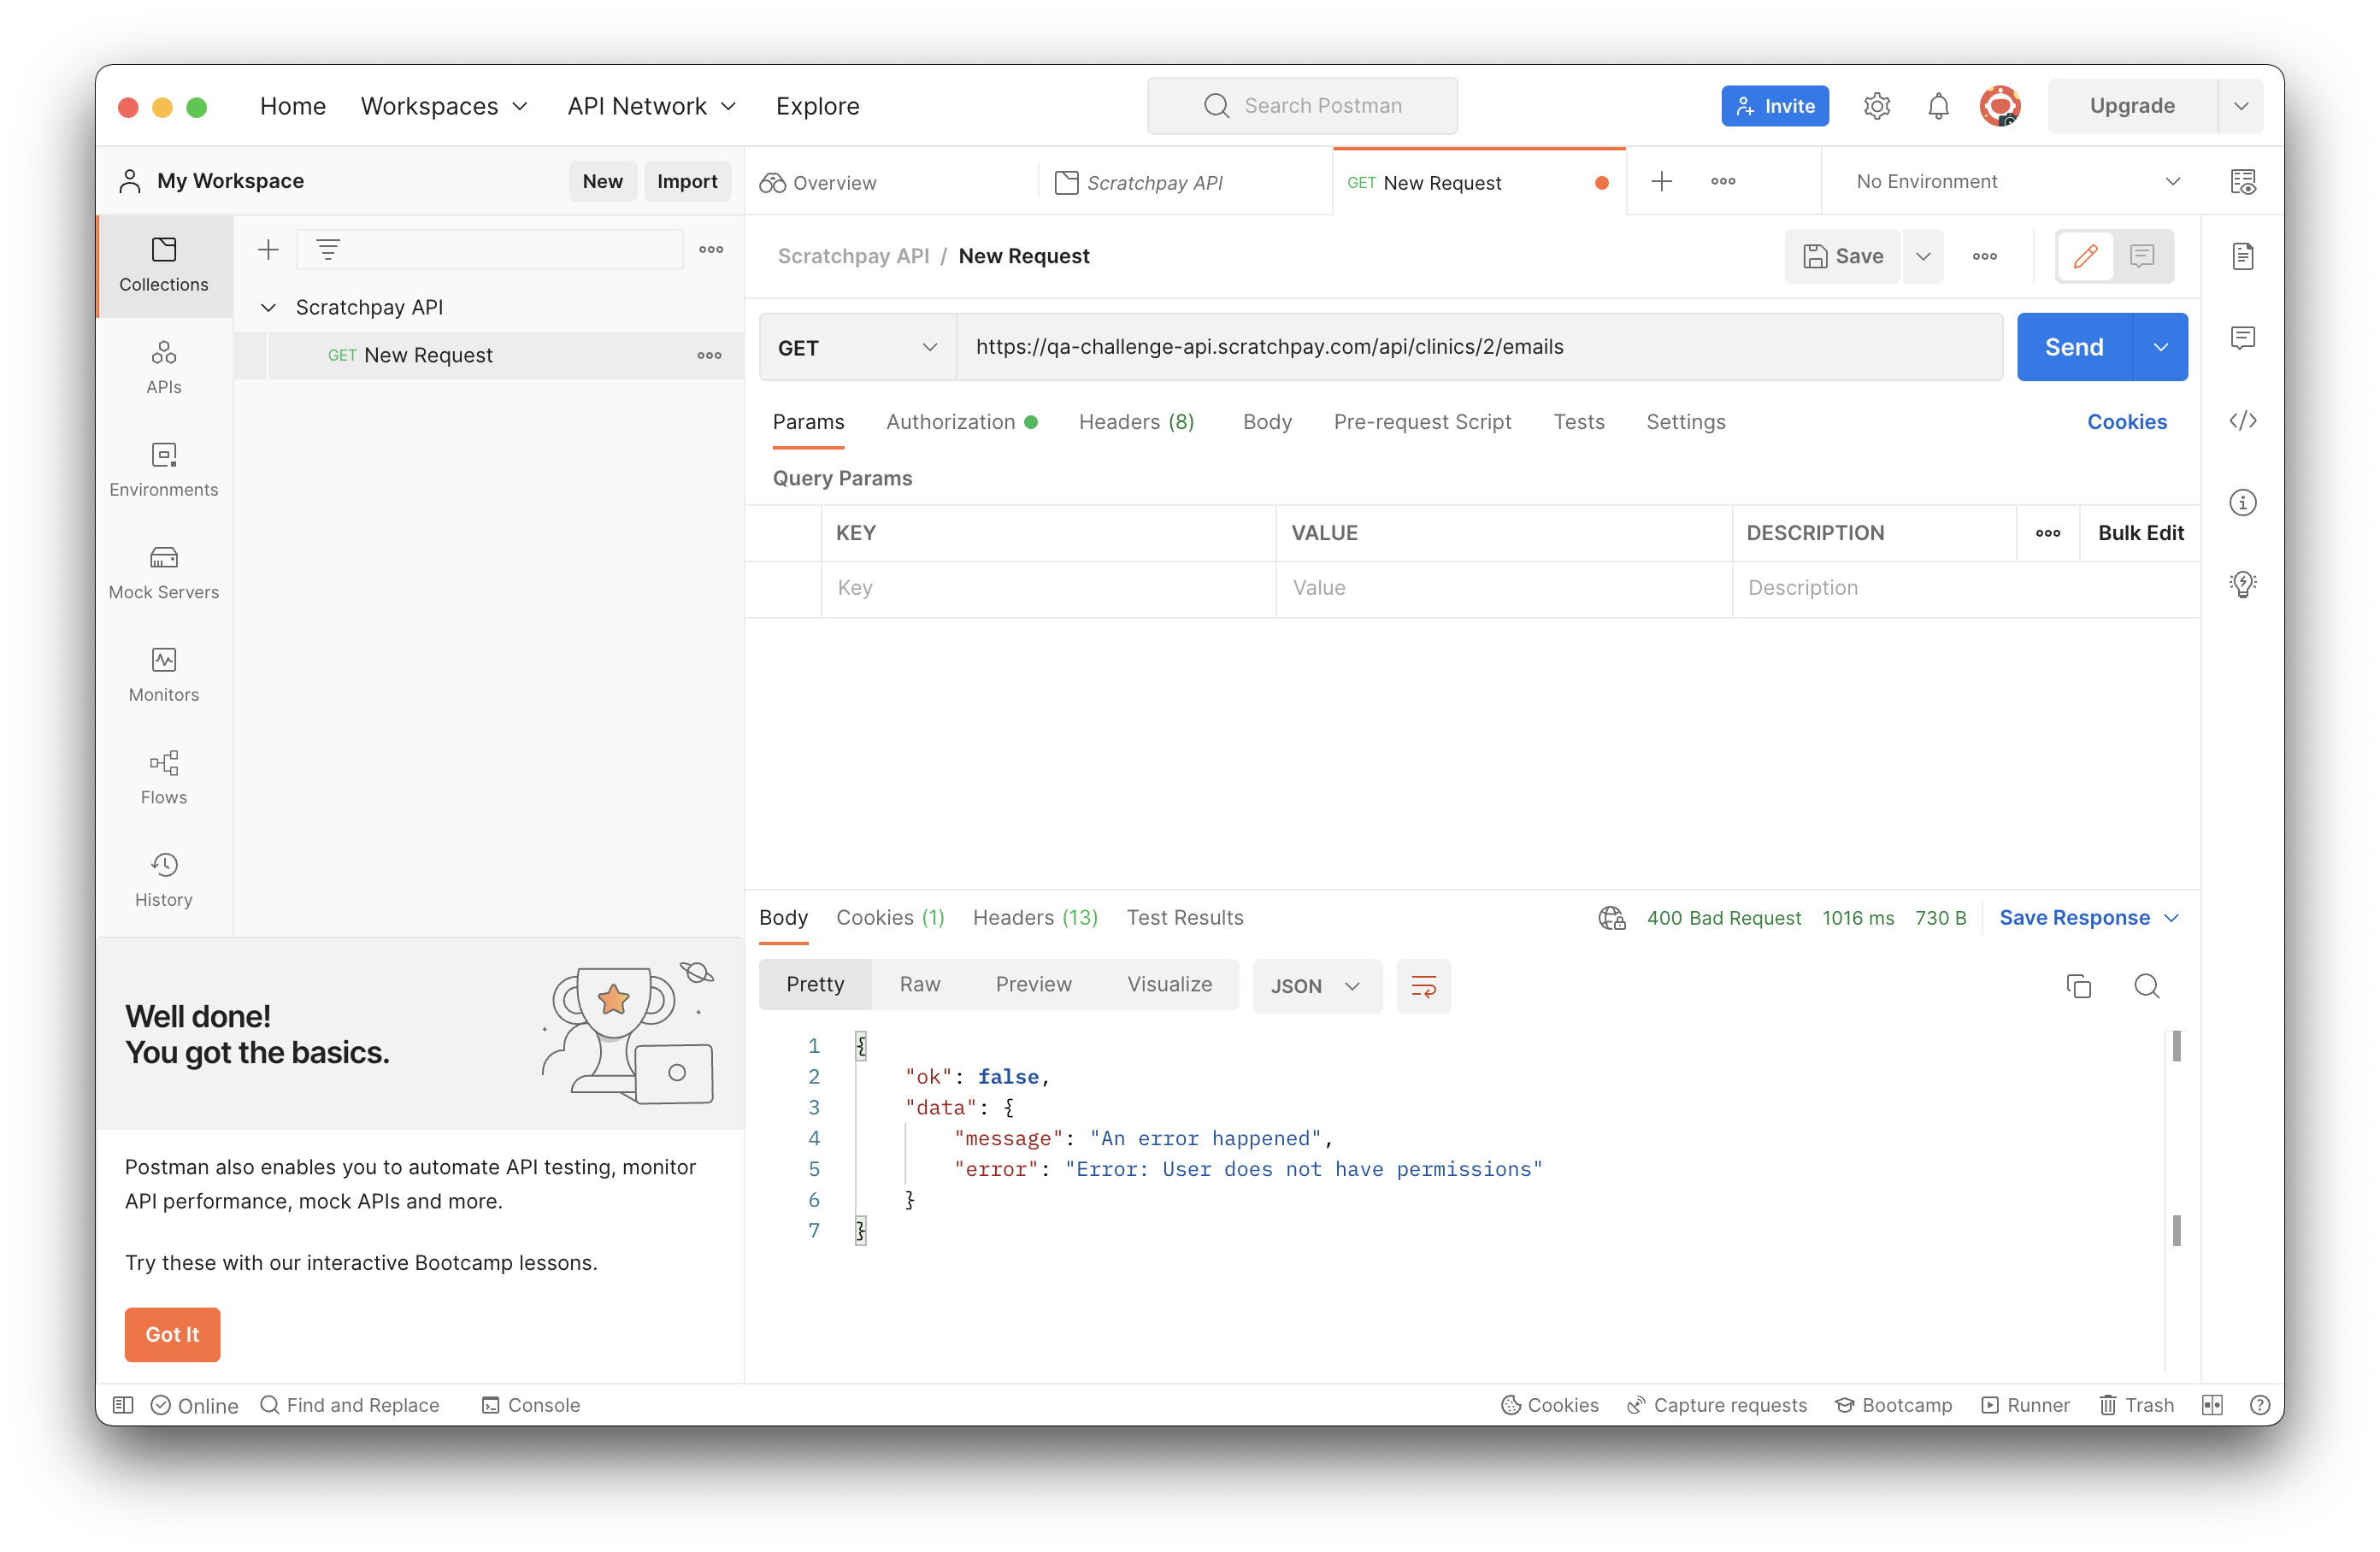 Home Workspaces API Network Explore Search Postman Invite Upgrade
My Workspace New Import
Overview Scratchpay API GET New Request No Environment
Collections
APIs
Environments
Mock Servers
Monitors
Flows
History
Scratchpay API
GET New Request
Well done!
You got the basics.
Postman also enables you to automate API testing, monitor
API performance, mock APIs and more.
Try these with our interactive Bootcamp lessons.
Got It
Scratchpay API / New Request Save
GET https://qa-challenge-api.scratchpay.com/api/clinics/2/emails Send
Params Authorization Headers (8) Body Pre-request Script Tests Settings Cookies
Query Params
KEY VALUE DESCRIPTION Bulk Edit
Key Value Description
Body Cookies (1) Headers (13) Test Results 400 Bad Request 1016 ms 730 B Save Response
Pretty Raw Preview Visualize JSON
1 {
2 "ok": false,
3 "data": {
4 "message": "An error happened",
5 "error": "Error: User does not have permissions"
6 }
7 }
Online Find and Replace Console Cookies Capture requests Bootcamp Runner Trash